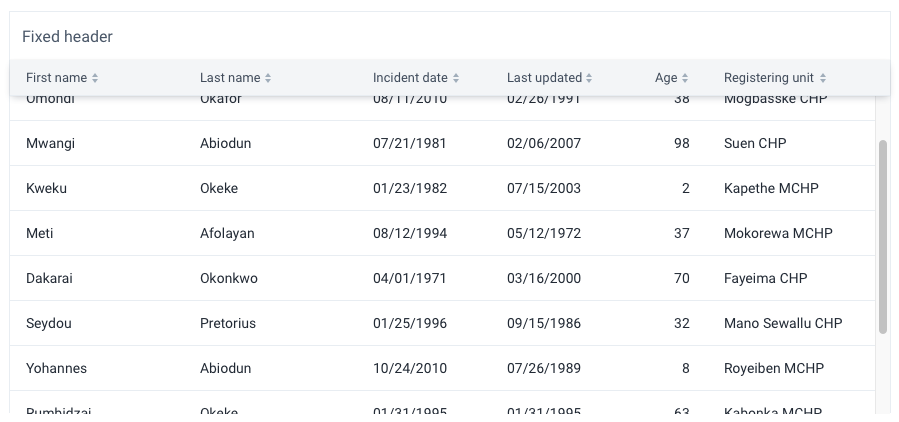 Fixed header
First name Last name Incident date Last updated Age Registering unit
Omondi Okafor 08/11/2010 02/26/1991 38 Mogbasske CHP
Mwangi Abiodun 07/21/1981 02/06/2007 98 Suen CHP
Kweku Okeke 01/23/1982 07/15/2003 2 Kapethe MCHP
Meti Afolayan 08/12/1994 05/12/1972 37 Mokorewa MCHP
Dakarai Okonkwo 04/01/1971 03/16/2000 70 Fayeima CHP
Seydou Pretorius 01/25/1996 09/15/1986 32 Mano Sewallu CHP
Yohannes Abiodun 10/24/2010 07/26/1989 8 Royeiben MCHP
Rumbidzai Okeke 01/31/1995 01/31/1995 63 Kabonka MCHP